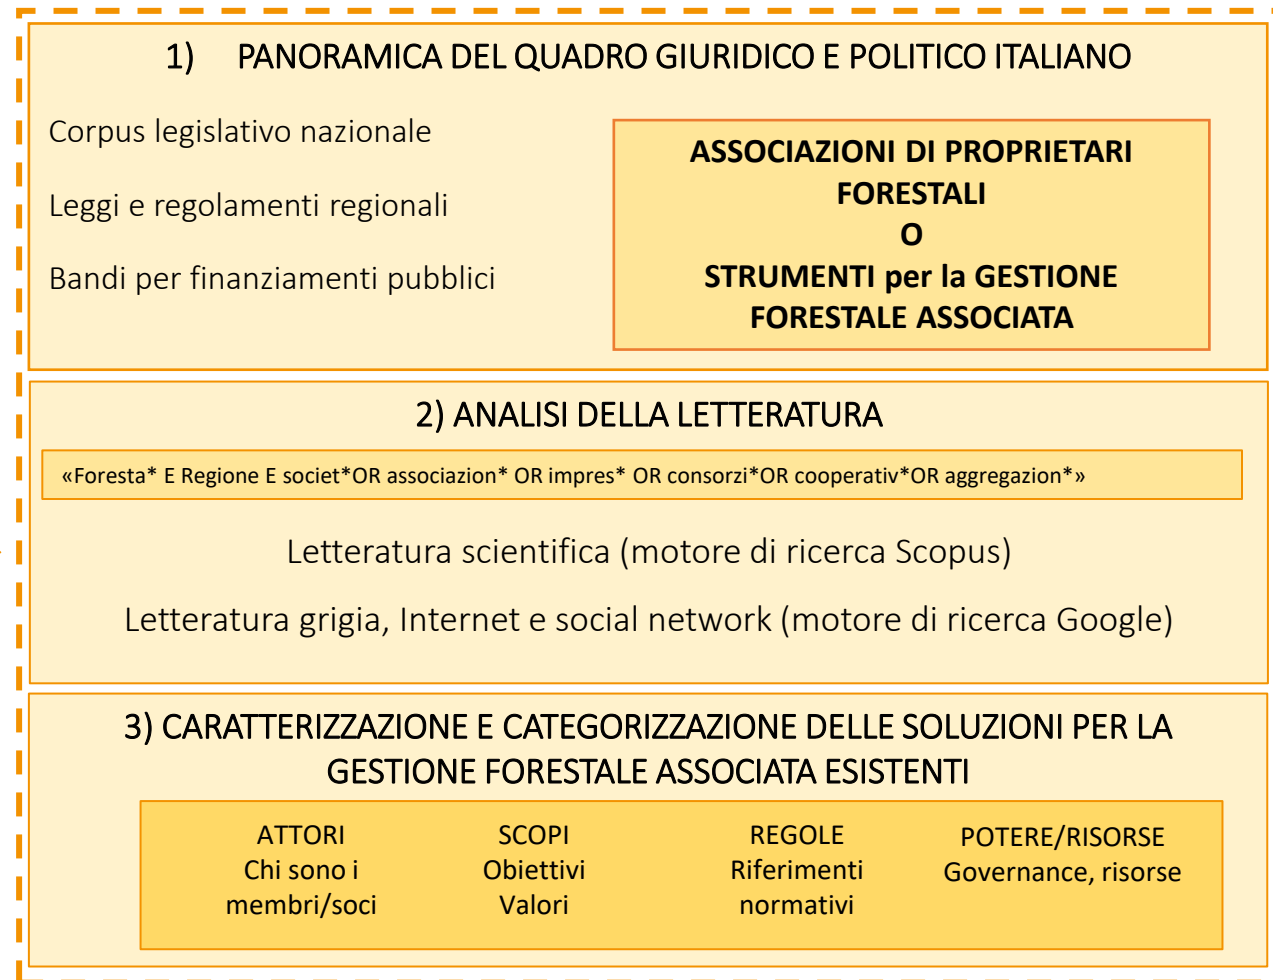 1) PANORAMICA DEL QUADRO GIURIDICO E POLITICO ITALIANO
Corpus legislativo nazionale
Leggi e regolamenti regionali
Bandi per finanziamenti pubblici
ASSOCIAZIONI DI PROPRIETARI
FORESTALI
O
STRUMENTI per la GESTIONE
FORESTALE ASSOCIATA
2) ANALISI DELLA LETTERATURA
«Foresta* E Regione E societ*OR associazion* OR impres* OR consorzi*OR cooperativ*OR aggregazion*»
Letteratura scientifica (motore di ricerca Scopus)
Letteratura grigia, Internet e social network (motore di ricerca Google)
3) CARATTERIZZAZIONE E CATEGORIZZAZIONE DELLE SOLUZIONI PER LA
GESTIONE FORESTALE ASSOCIATA ESISTENTI
ATTORI
Chi sono i
membri/soci
SCOPI
Obiettivi
Valori
REGOLE
Riferimenti
normativi
POTERE/RISORSE
Governance, risorse